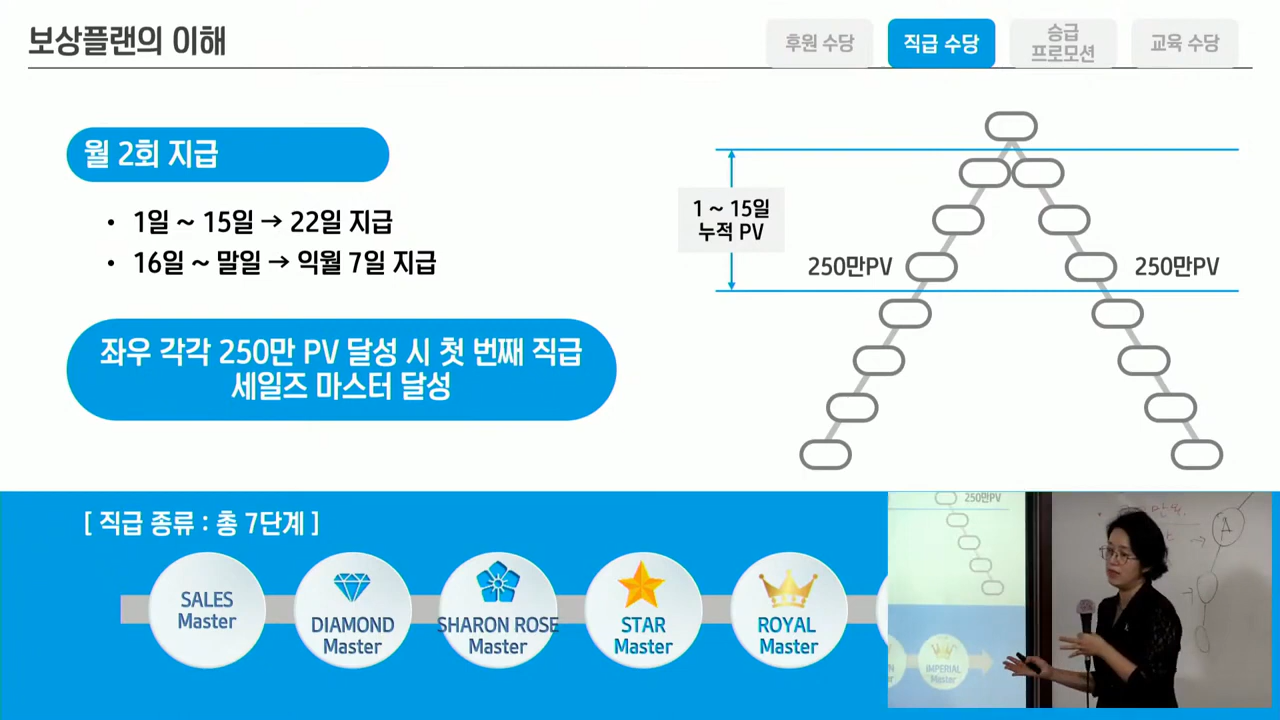 보상플랜의 이해
후원 수당
직급 수당
승급
프로모션
교육 수당
월 2회 지급
• 1일 ~ 15일 → 22일 지급
• 16일 ~ 말일 → 익월 7일 지급
좌우 각각 250만 PV 달성 시 첫 번째 직급
세일즈 마스터 달성
1 ~ 15일
누적 PV
250만PV
250만PV
[ 직급 종류 : 총 7단계 ]
SALES
Master
DIAMOND
Master
SHARON ROSE
Master
STAR
Master
ROYAL
Master
250만PV
A
IMPERIAL
Master